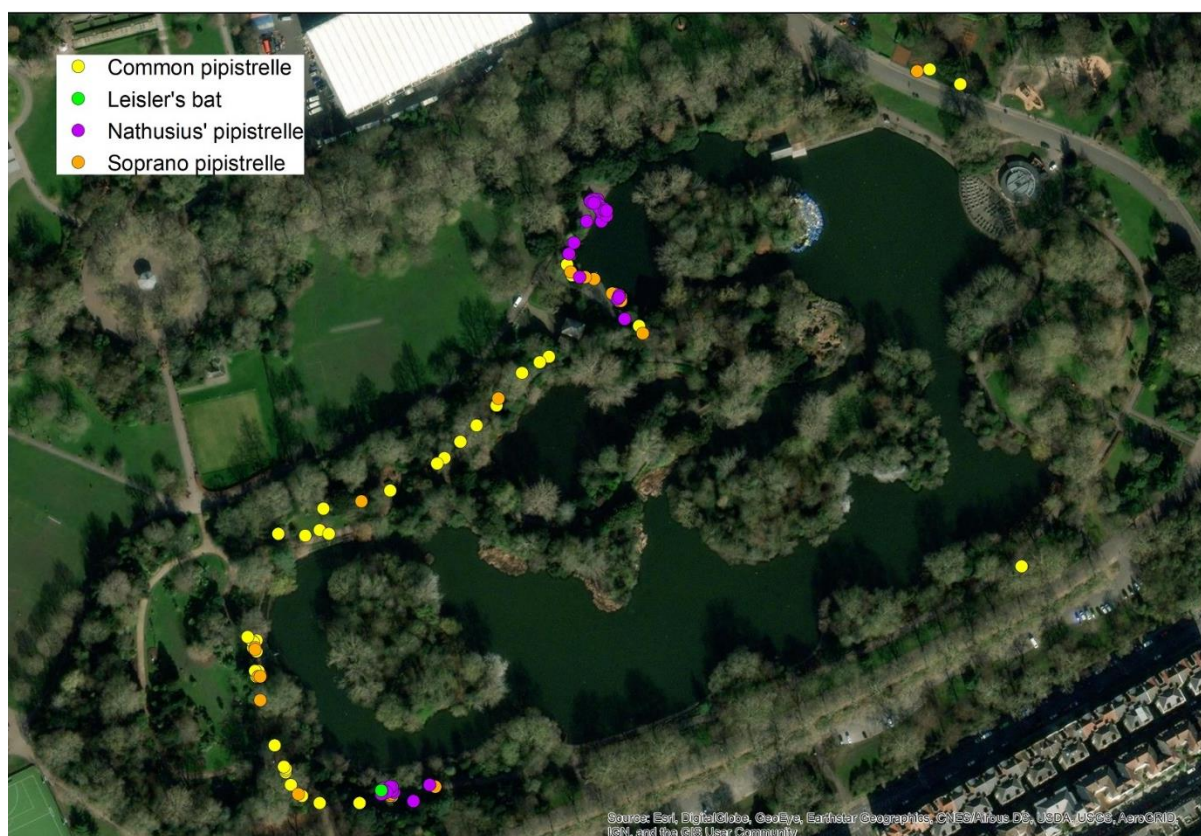 Common pipistrelle
Leisler's bat
Nathusius' pipistrelle
Soprano pipistrelle
Source: Esri, DigitalGlobe, GeoEye, Earthstar Geographics, CNES/Airbus DS, USDA, USGS, AeroGRID,
IGN, and the GIS User Community